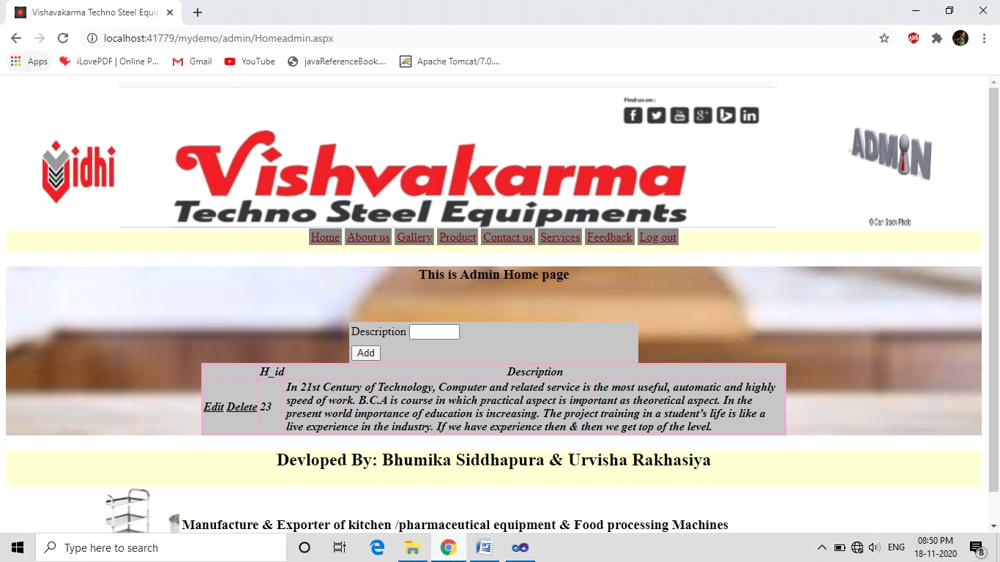 Vishavakarma Techno Steel Equip
localhost:41779/mydemo/admin/Homeadmin.aspx
ABP
Apps iLovePDF | Online P... Gmail YouTube javaReferenceBook.... Apache Tomcat/7.0....
Find us on :
You Tube
g+
in
idhi
Vishvakarma
Techno Steel Equipments
ADMIN
© Can Stock Photo
Home About us Gallery Product Contact us Services Feedback Log out
This is Admin Home page
Description
Add
H_id Description
Edit Delete 23 In 21st Century of Technology, Computer and related service is the most useful, automatic and highly
speed of work. B.C.A is course in which practical aspect is important as theoretical aspect. In the
present world importance of education is increasing. The project training in a student’s life is like a
live experience in the industry. If we have experience then & then we get top of the level.
Devloped By: Bhumika Siddhapura & Urvisha Rakhasiya
Manufacture & Exporter of kitchen /pharmaceutical equipment & Food processing Machines
Type here to search
ENG
08:50 PM
18-11-2020
8